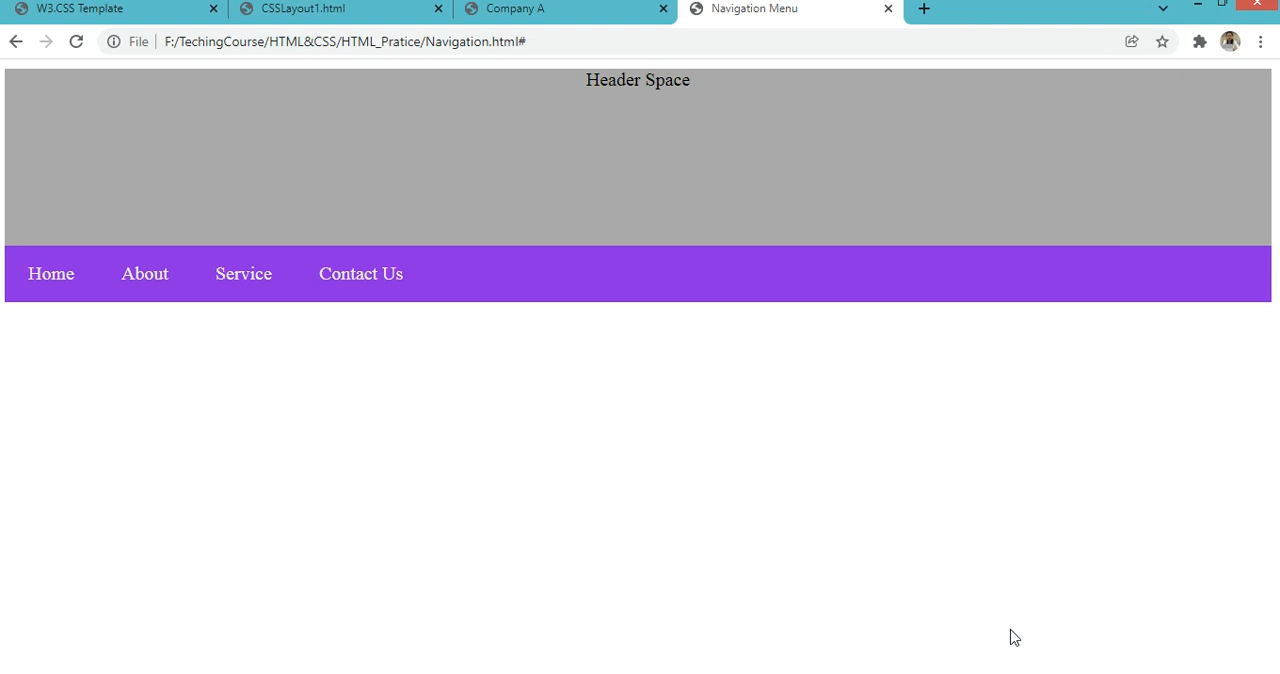 W3.CSS Template CSSLayout1.html Company A Navigation Menu
File F:/TechingCourse/HTML&CSS/HTML_Pratice/Navigation.html#
Header Space
Home About Service Contact Us